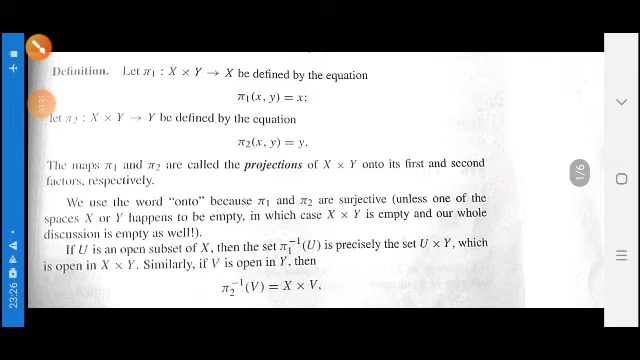 Definition. Let π₁ : X × Y → X be defined by the equation
π₁(x, y) = x;
let π₂ : X × Y → Y be defined by the equation
π₂(x, y) = y.
The maps π₁ and π₂ are called the projections of X × Y onto its first and second
factors, respectively.
We use the word “onto” because π₁ and π₂ are surjective (unless one of the
spaces X or Y happens to be empty, in which case X × Y is empty and our whole
discussion is empty as well!).
If U is an open subset of X, then the set π₁⁻¹(U) is precisely the set U × Y, which
is open in X × Y. Similarly, if V is open in Y, then
π₂⁻¹(V) = X × V,
1/6
23:26